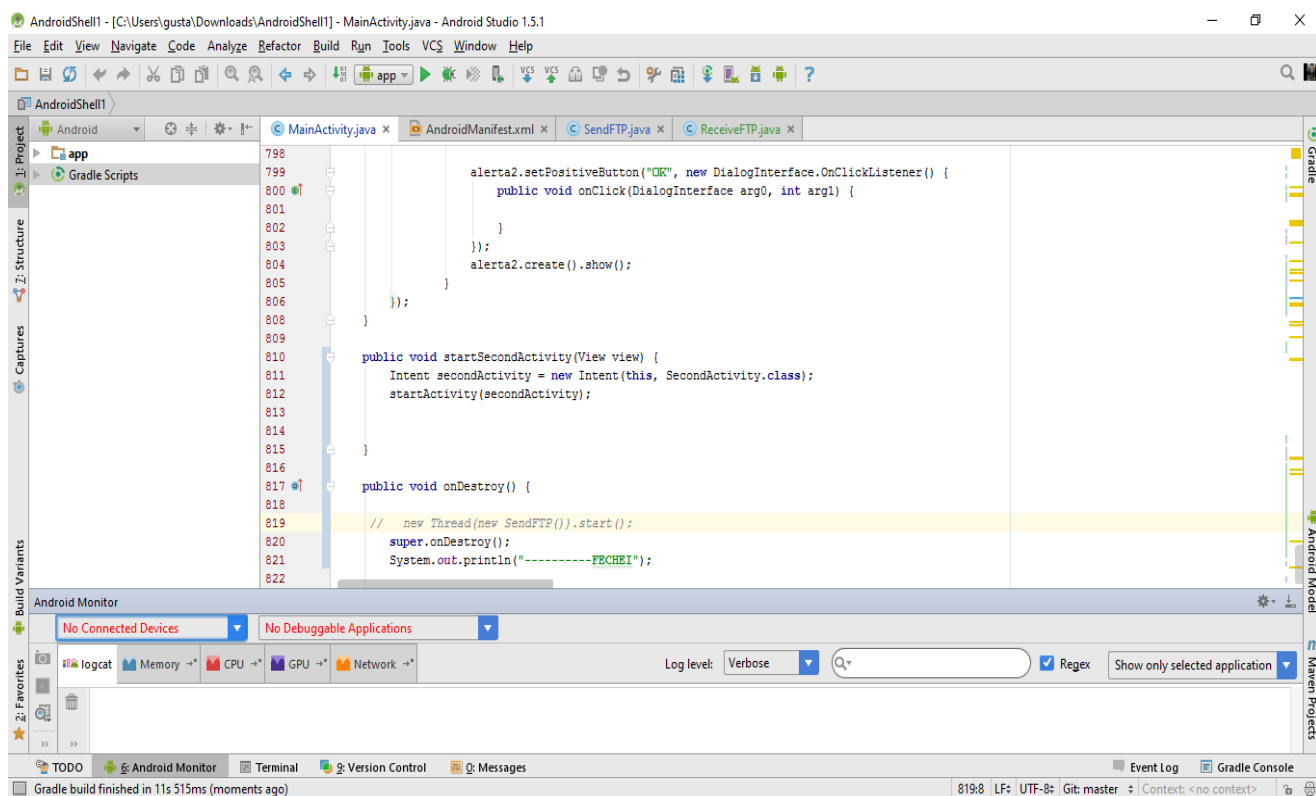 AndroidShell1 - [C:\Users\gusta\Downloads\AndroidShell1] - MainActivity.java - Android Studio 1.5.1
File Edit View Navigate Code Analyze Refactor Build Run Tools VCS Window Help
app
VCS VCS
AndroidShell1
Android
MainActivity.java
AndroidManifest.xml
SendFTP.java
ReceiveFTP.java
app
Gradle Scripts
1: Project
7: Structure
Captures
Build Variants
2: Favorites
798
799 alerta2.setPositiveButton("OK", new DialogInterface.OnClickListener() {
800 public void onClick(DialogInterface arg0, int arg1) {
801
802 }
803 });
804 alerta2.create().show();
805 }
806 });
808 }
809
810 public void startSecondActivity(View view) {
811 Intent secondActivity = new Intent(this, SecondActivity.class);
812 startActivity(secondActivity);
813
814
815 }
816
817 public void onDestroy() {
818
819 // new Thread(new SendFTP()).start();
820 super.onDestroy();
821 System.out.println("----------FECHEI");
822
Gradle
Android Model
Maven Projects
Android Monitor
No Connected Devices
No Debuggable Applications
logcat
Memory
CPU
GPU
Network
Log level: Verbose
Regex
Show only selected application
TODO
6: Android Monitor
Terminal
9: Version Control
0: Messages
Event Log
Gradle Console
Gradle build finished in 11s 515ms (moments ago)
819:8 LF UTF-8 Git: master Context: <no context>